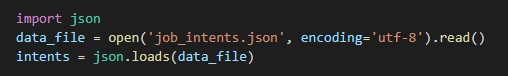 import json
data_file = open('job_intents.json', encoding='utf-8').read()
intents = json.loads(data_file)